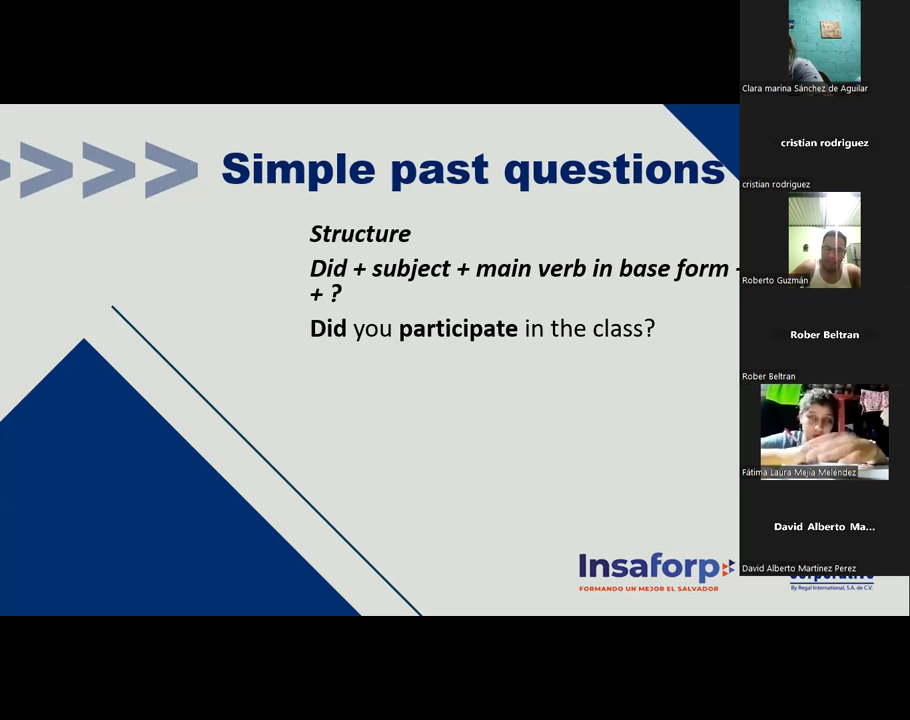 Simple past questions
Structure
Did + subject + main verb in base form
+ ?
Did you participate in the class?
Insaforp
FORMANDO UN MEJOR EL SALVADOR
By Regal International, S.A. de C.V.
Clara marina Sánchez de Aguilar
cristian rodriguez
cristian rodriguez
Roberto Guzmán
Rober Beltran
Rober Beltran
Fátima Laura Mejía Meléndez
David Alberto Ma...
David Alberto Martinez Perez